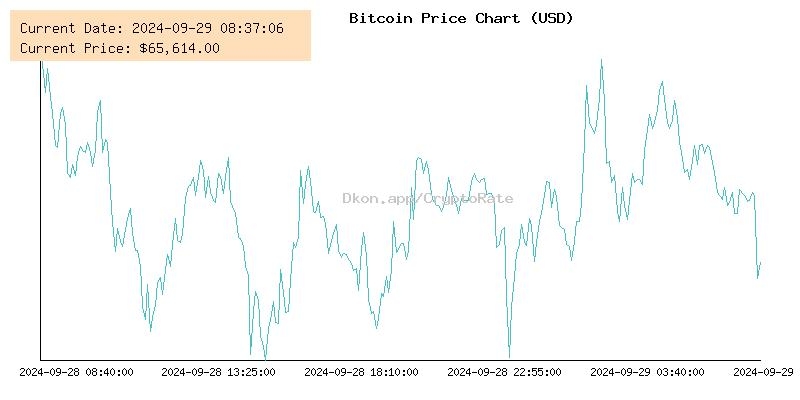 Bitcoin Price Chart (USD)
Current Date: 2024-09-29 08:37:06
Current Price: $65,614.00
Dkon.app/CryptoRate
2024-09-28 08:40:00 2024-09-28 13:25:00 2024-09-28 18:10:00 2024-09-28 22:55:00 2024-09-29 03:40:00 2024-09-29